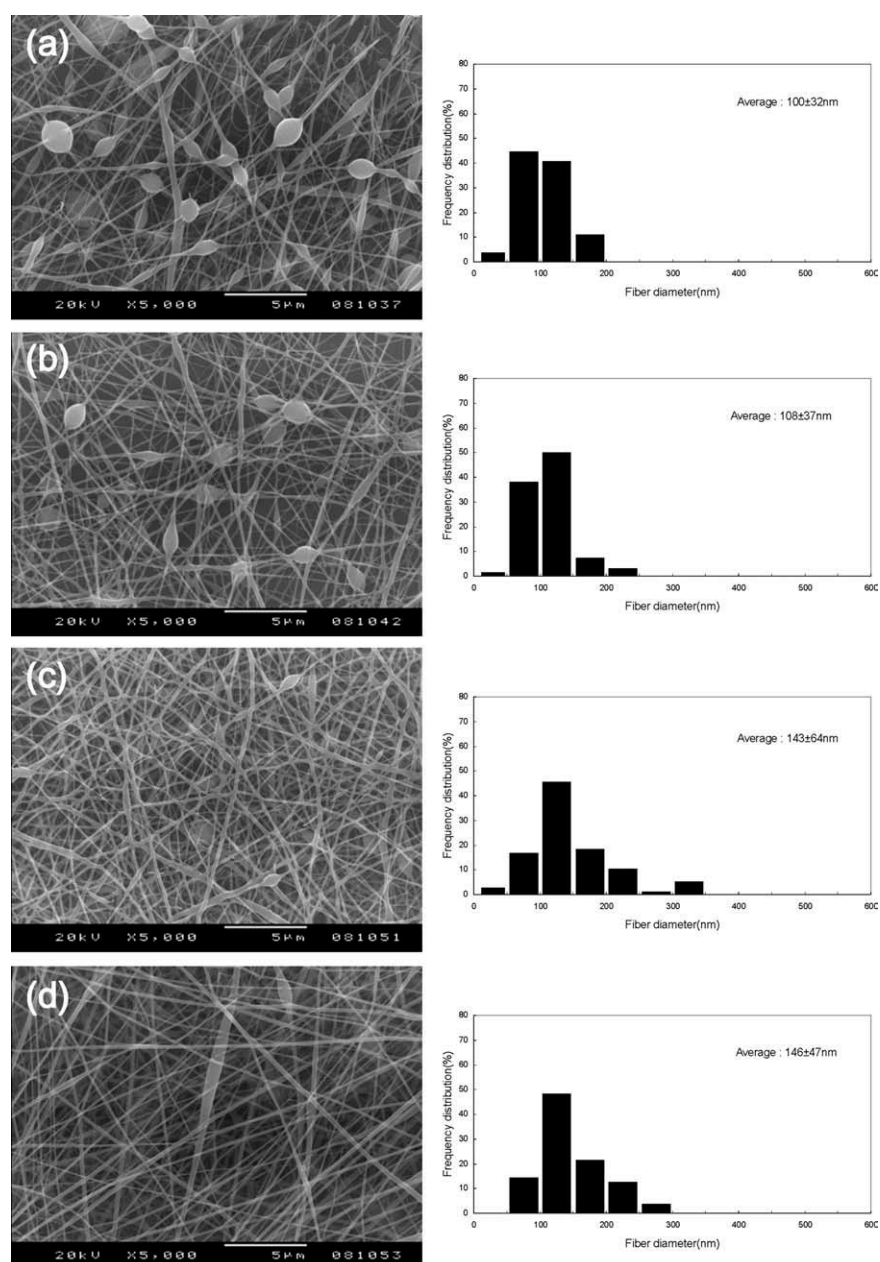 (a)
20kV X5,000 5μm 081037
80
70
60
50
40
30
20
10
0
Frequency distribution(%)
Average : 100±32nm
0 100 200 300 400 500 600
Fiber diameter(nm)
(b)
20kV X5,000 5μm 081042
80
70
60
50
40
30
20
10
0
Frequency distribution(%)
Average : 108±37nm
0 100 200 300 400 500 600
Fiber diameter(nm)
(c)
20kV X5,000 5μm 081051
80
70
60
50
40
30
20
10
0
Frequency distribution(%)
Average : 143±64nm
0 100 200 300 400 500 600
Fiber diameter(nm)
(d)
20kV X5,000 5μm 081053
80
70
60
50
40
30
20
10
0
Frequency distribution(%)
Average : 146±47nm
0 100 200 300 400 500 600
Fiber diameter(nm)